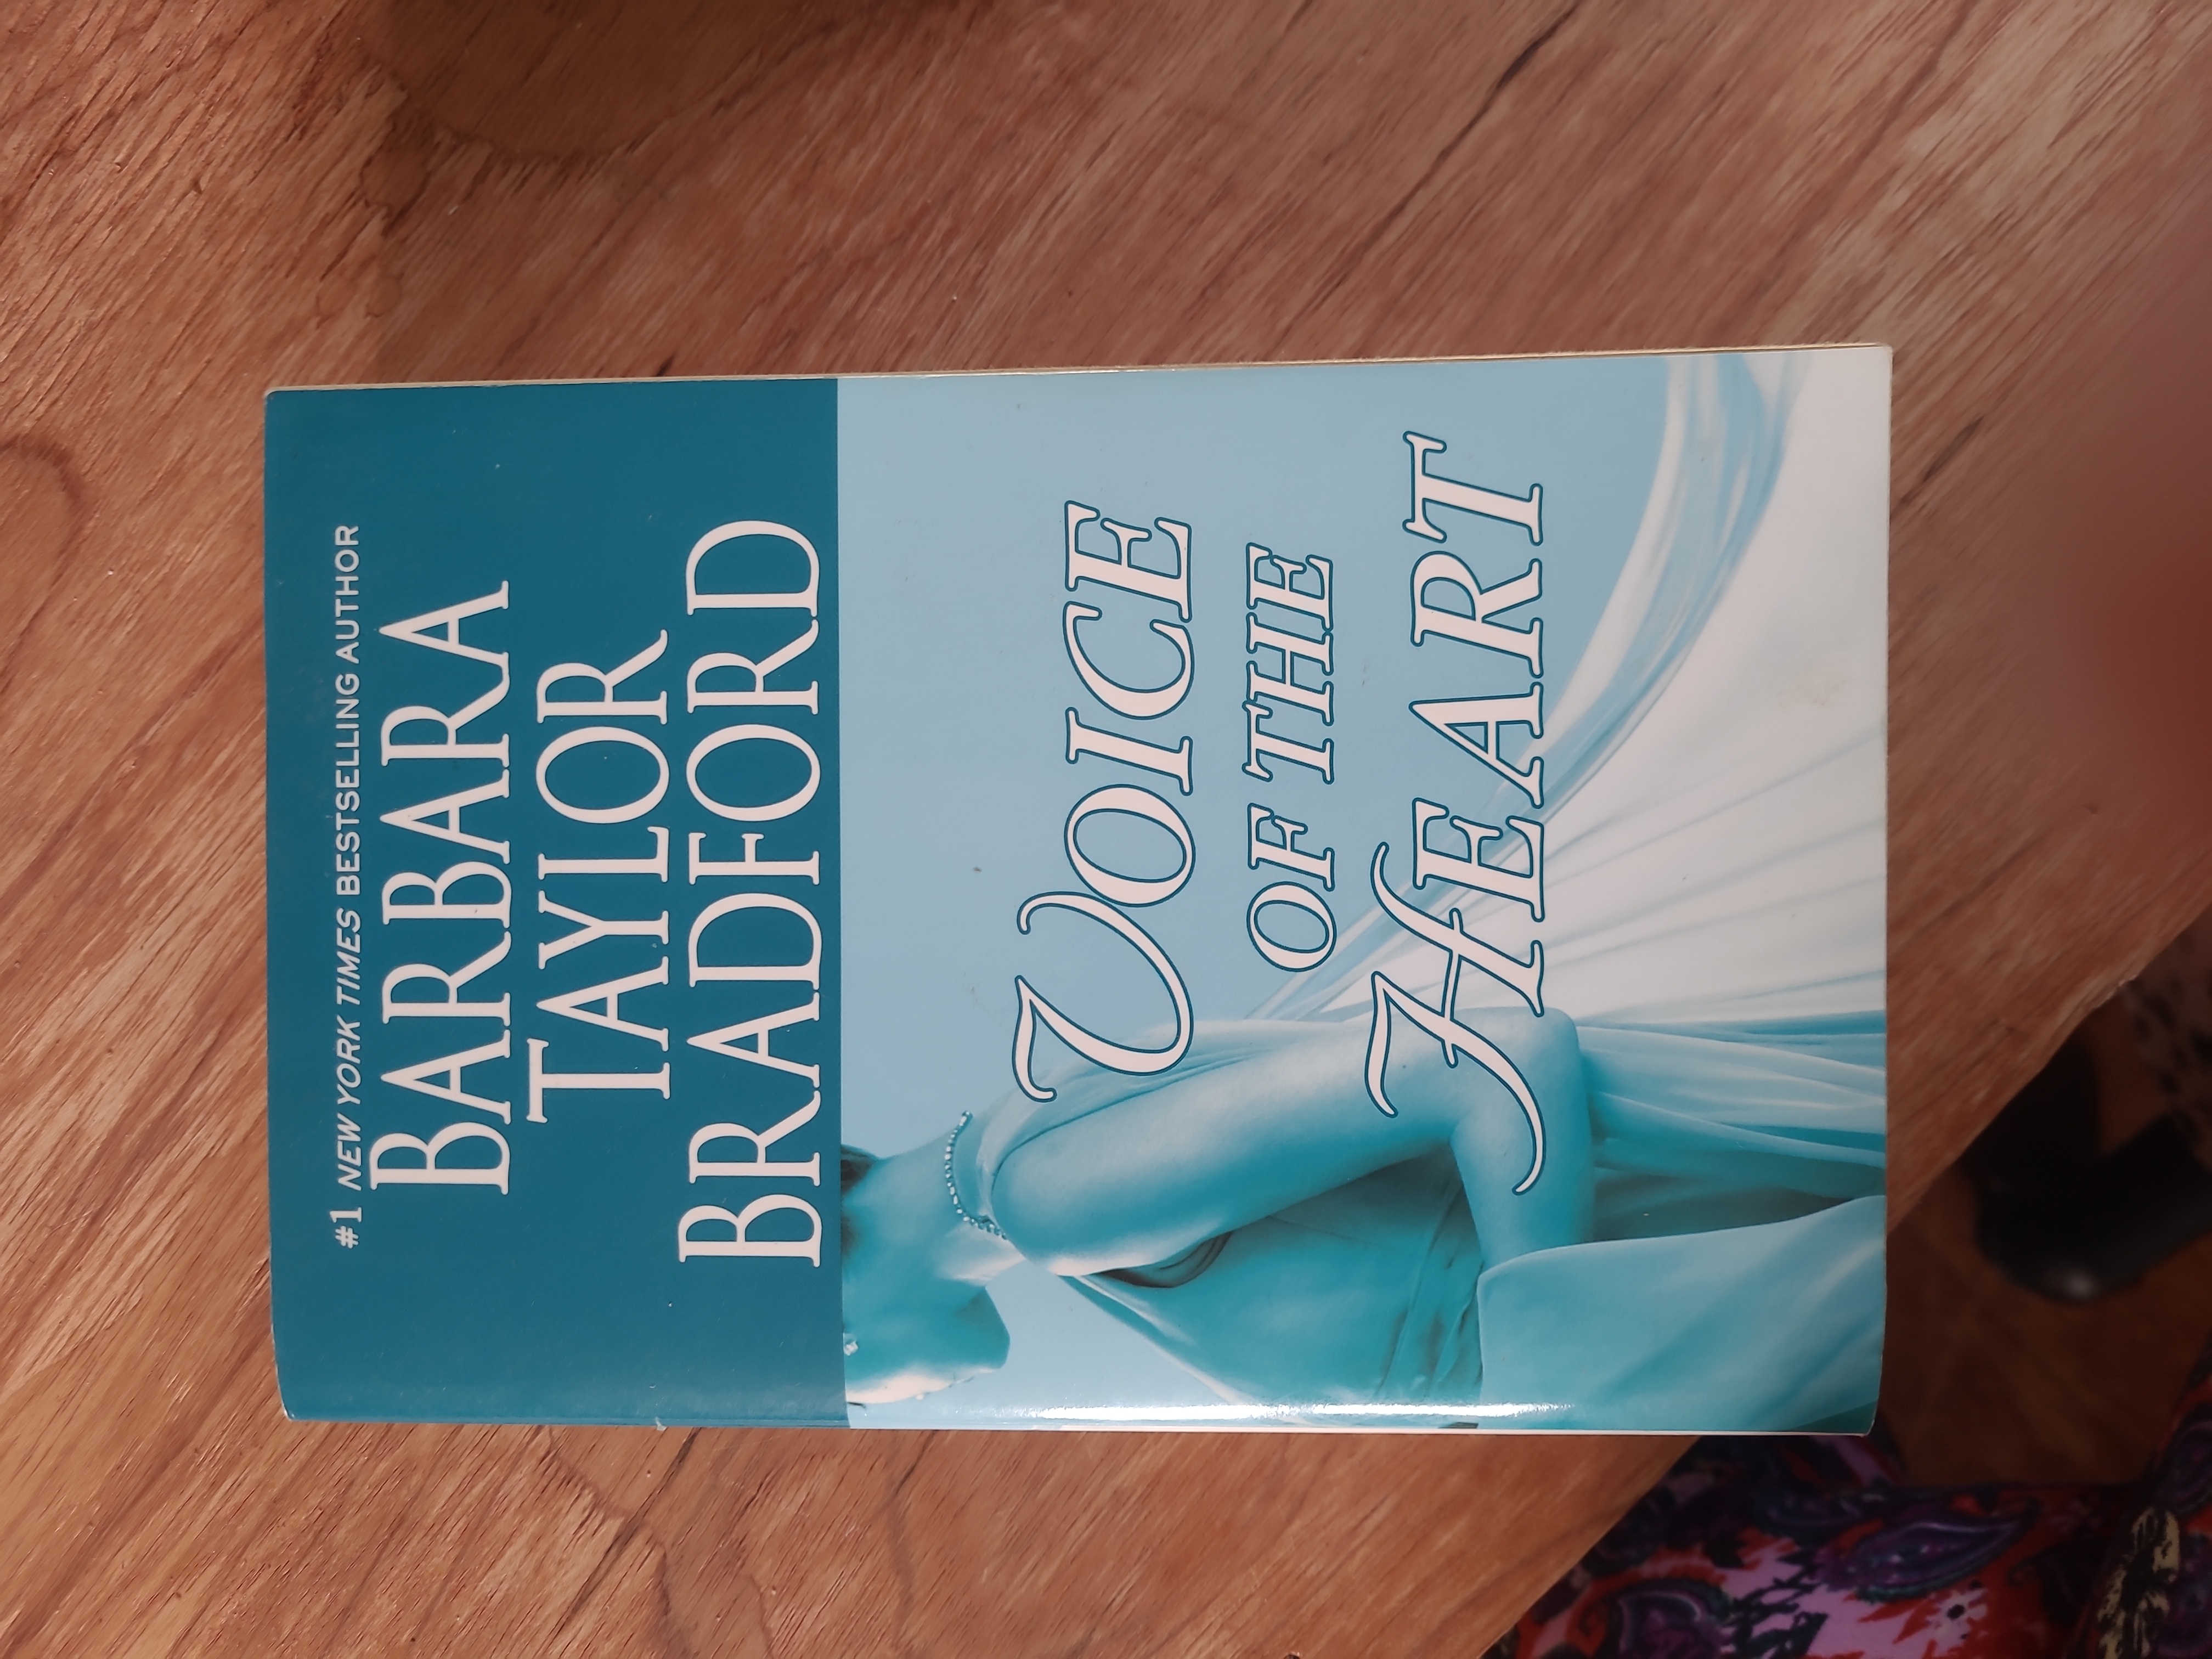 #1 NEW YORK TIMES BESTSELLING AUTHOR
BARBARA
TAYLOR
BRADFORD
VOICE
OF THE
HEART